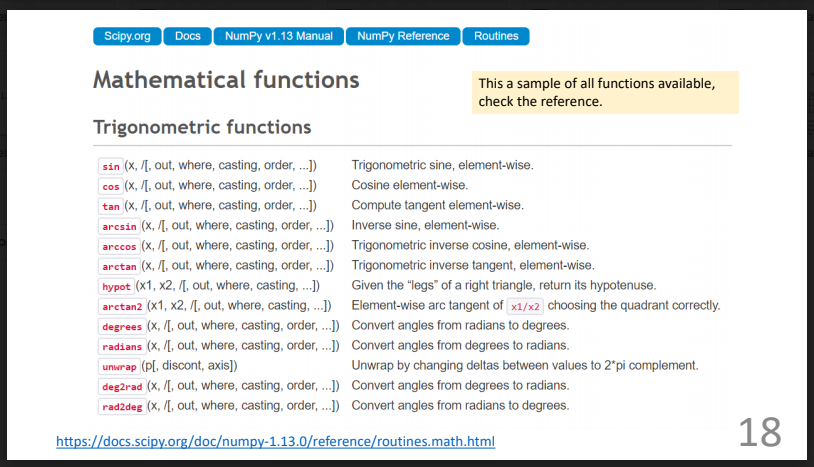 Scipy.org Docs NumPy v1.13 Manual NumPy Reference Routines
Mathematical functions
This a sample of all functions available,
check the reference.
Trigonometric functions
sin (x, /[, out, where, casting, order, ...]) Trigonometric sine, element-wise.
cos (x, /[, out, where, casting, order, ...]) Cosine element-wise.
tan (x, /[, out, where, casting, order, ...]) Compute tangent element-wise.
arcsin (x, /[, out, where, casting, order, ...]) Inverse sine, element-wise.
arccos (x, /[, out, where, casting, order, ...]) Trigonometric inverse cosine, element-wise.
arctan (x, /[, out, where, casting, order, ...]) Trigonometric inverse tangent, element-wise.
hypot (x1, x2, /[, out, where, casting, ...]) Given the “legs” of a right triangle, return its hypotenuse.
arctan2 (x1, x2, /[, out, where, casting, ...]) Element-wise arc tangent of x1/x2 choosing the quadrant correctly.
degrees (x, /[, out, where, casting, order, ...]) Convert angles from radians to degrees.
radians (x, /[, out, where, casting, order, ...]) Convert angles from degrees to radians.
unwrap (p[, discont, axis]) Unwrap by changing deltas between values to 2*pi complement.
deg2rad (x, /[, out, where, casting, order, ...]) Convert angles from degrees to radians.
rad2deg (x, /[, out, where, casting, order, ...]) Convert angles from radians to degrees.
https://docs.scipy.org/doc/numpy-1.13.0/reference/routines.math.html
18